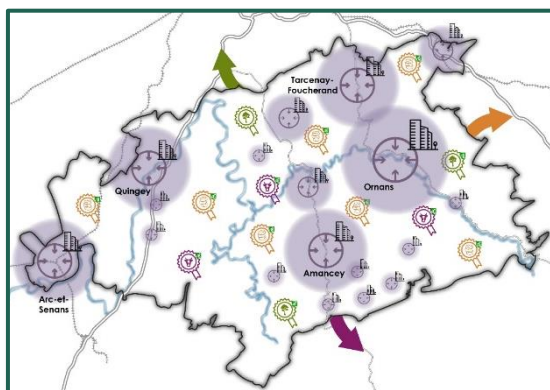 Tarcenay-
Foucherand
Quingey
Ornans
Amancey
Arc-et-
Senans